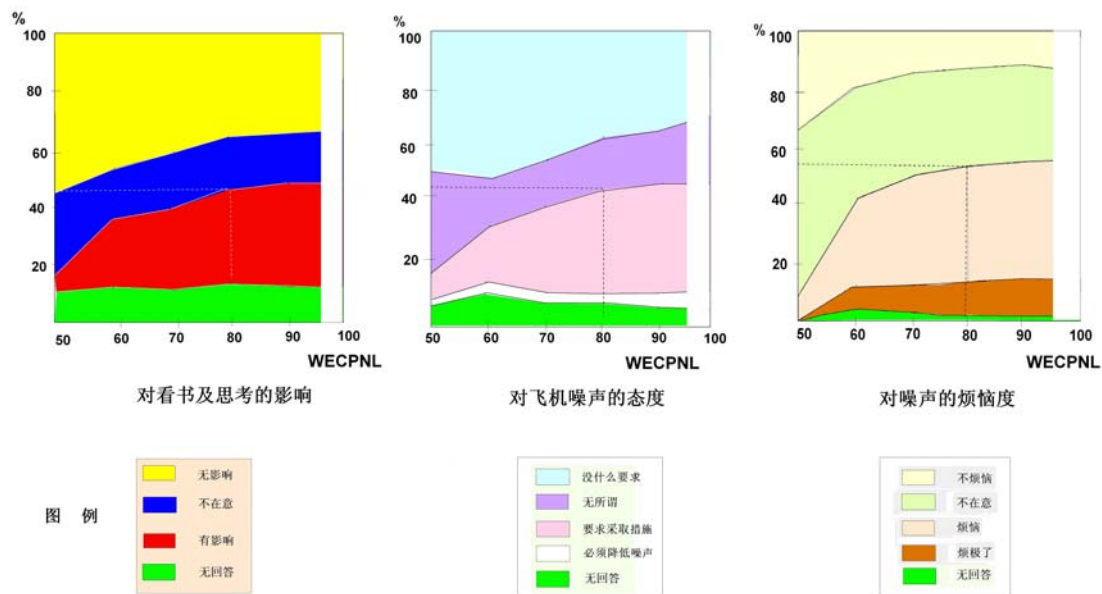 %
100
80
60
40
20
50 60 70 80 90 100
WECPNL
对看书及思考的影响
%
100
80
60
40
20
50 60 70 80 90 100
WECPNL
对飞机噪声的态度
%
100
80
60
40
20
50 60 70 80 90 100
WECPNL
对噪声的烦恼度
图 例
无影响
不在意
有影响
无回答
没什么要求
无所谓
要求采取措施
必须降低噪声
无回答
不烦恼
不在意
烦恼
烦极了
无回答